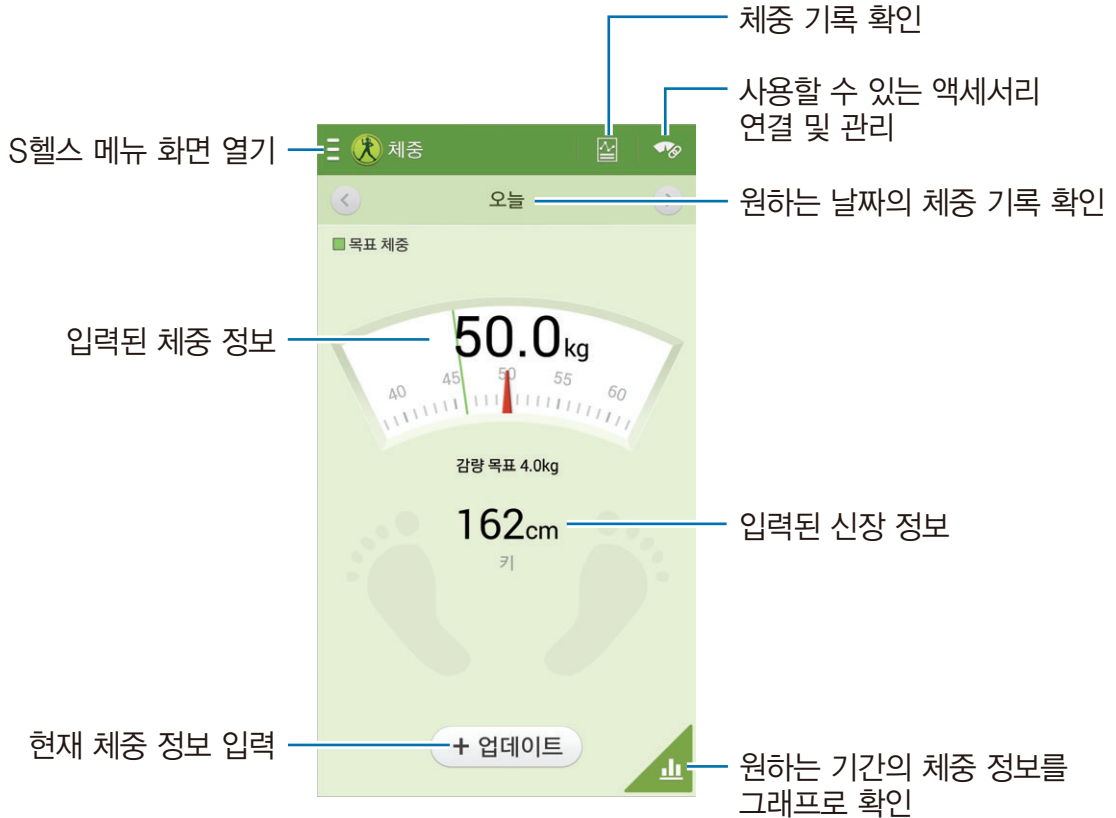 체중 기록 확인
사용할 수 있는 액세서리
연결 및 관리
S헬스 메뉴 화면 열기
체중
오늘
원하는 날짜의 체중 기록 확인
목표 체중
입력된 체중 정보
50.0kg
40 45 50 55 60
감량 목표 4.0kg
162cm
입력된 신장 정보
키
현재 체중 정보 입력
+ 업데이트
원하는 기간의 체중 정보를
그래프로 확인